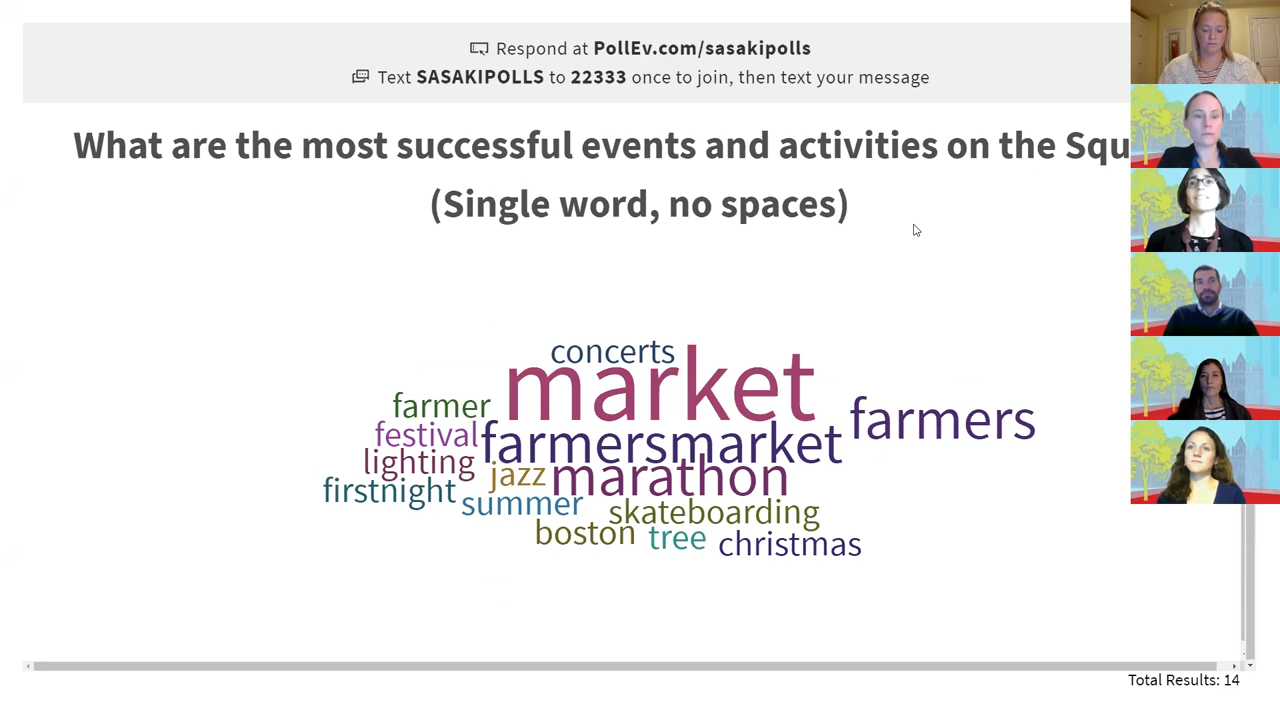 Respond at PollEv.com/sasakipolls
Text SASAKIPOLLS to 22333 once to join, then text your message
What are the most successful events and activities on the Squ
(Single word, no spaces)
concerts
market
farmer
farmers
festival
farmersmarket
lighting
jazz
marathon
firstnight
summer
skateboarding
boston
tree
christmas
Total Results: 14